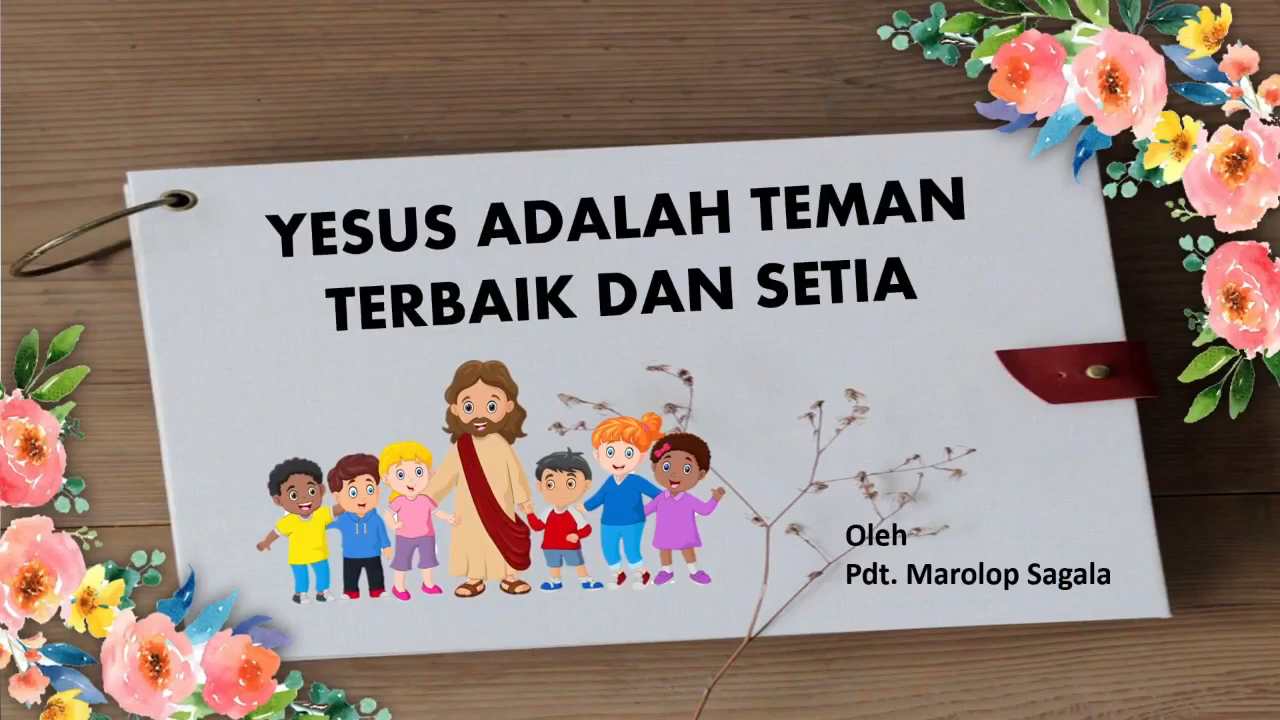 YESUS ADALAH TEMAN
TERBAIK DAN SETIA
Oleh
Pdt. Marolop Sagala